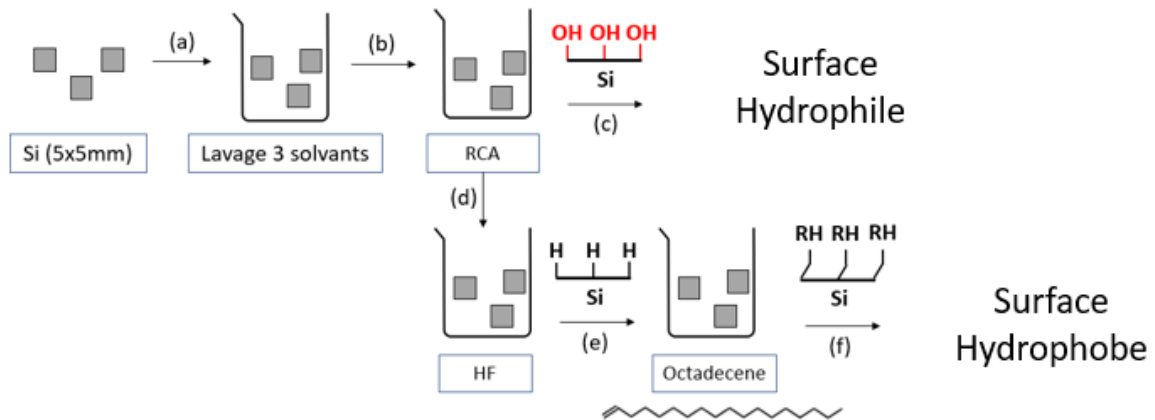 (a)
(b)
OH OH OH
Si
(c)
Surface
Hydrophile
Si (5x5mm)
Lavage 3 solvants
RCA
(d)
H H H
Si
(e)
RH RH RH
Si
(f)
Surface
Hydrophobe
HF
Octadecene